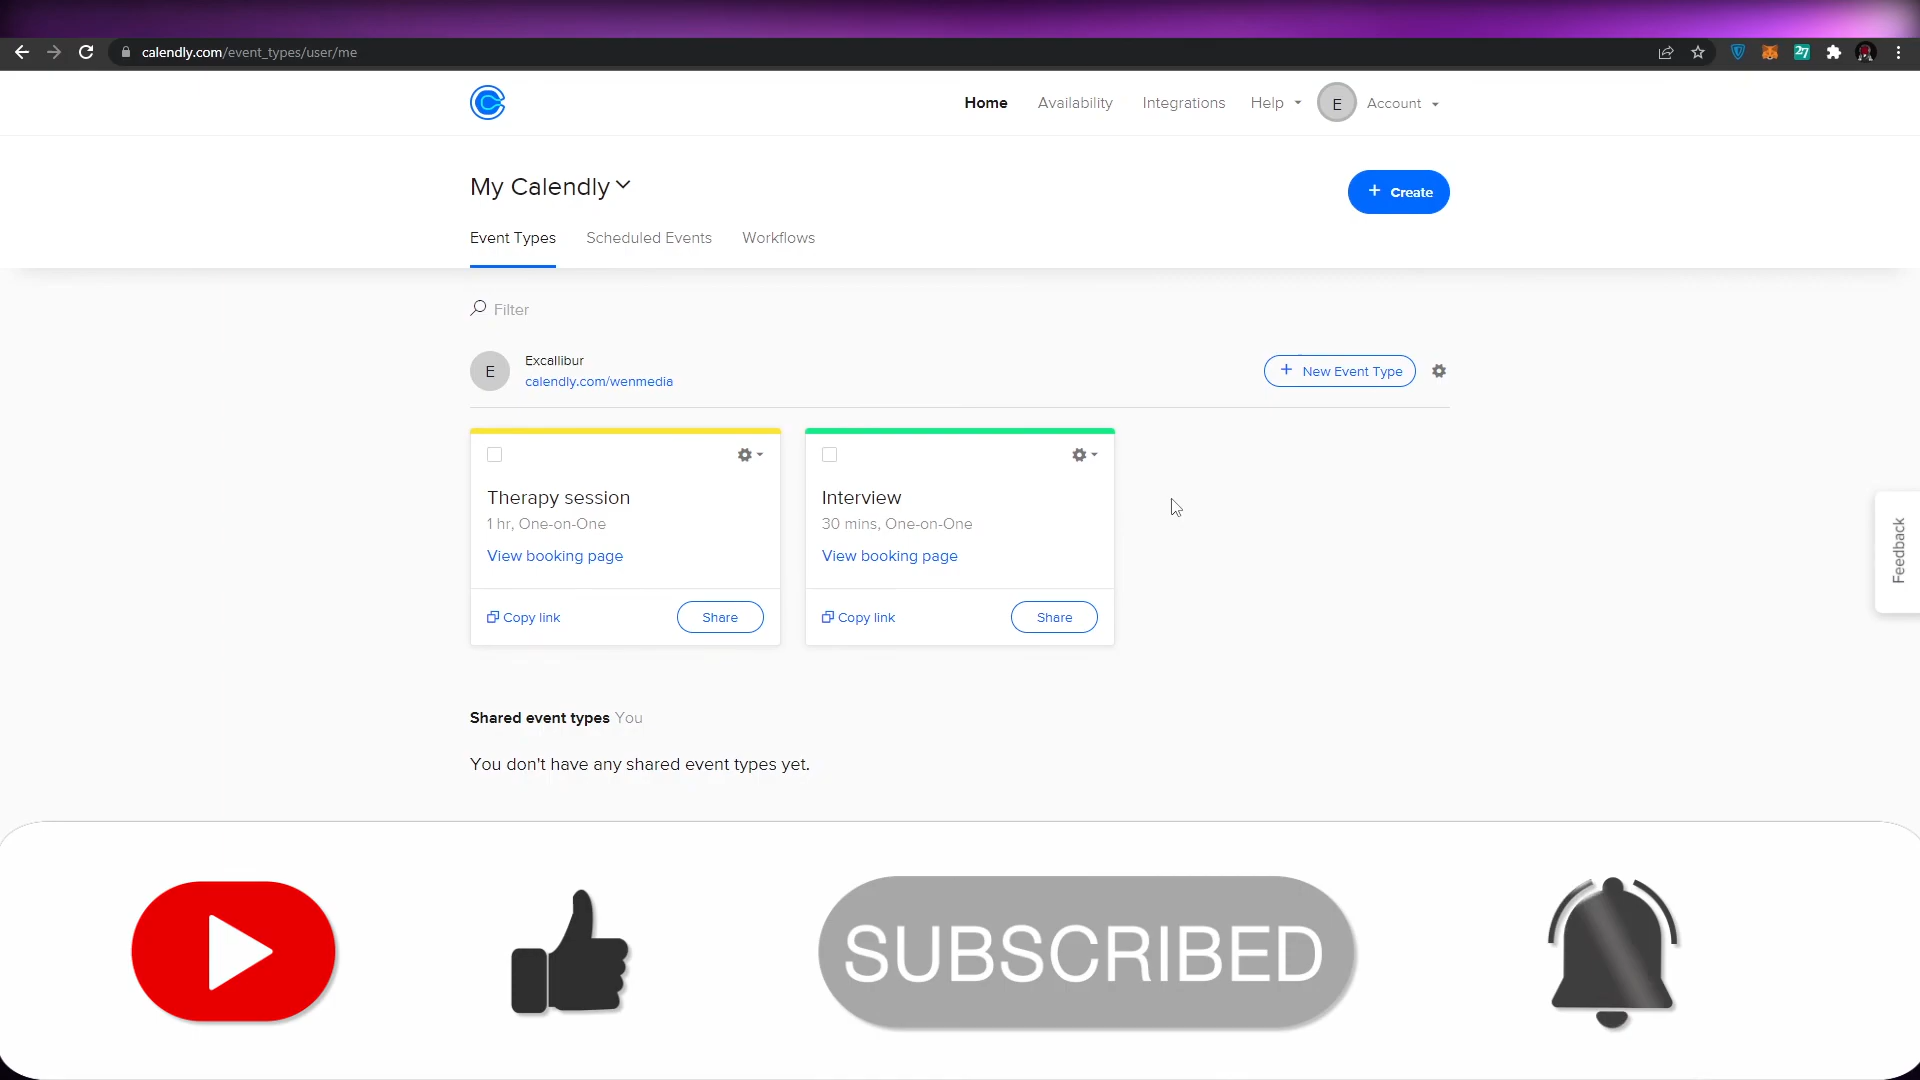 calendly.com/event_types/user/me
27
Home Availability Integrations Help E Account
My Calendly
+ Create
Event Types Scheduled Events Workflows
Filter
E
Excallibur
calendly.com/wenmedia
+ New Event Type
Therapy session
1 hr, One-on-One
View booking page
Copy link Share
Interview
30 mins, One-on-One
View booking page
Copy link Share
Feedback
Shared event types You
You don't have any shared event types yet.
SUBSCRIBED